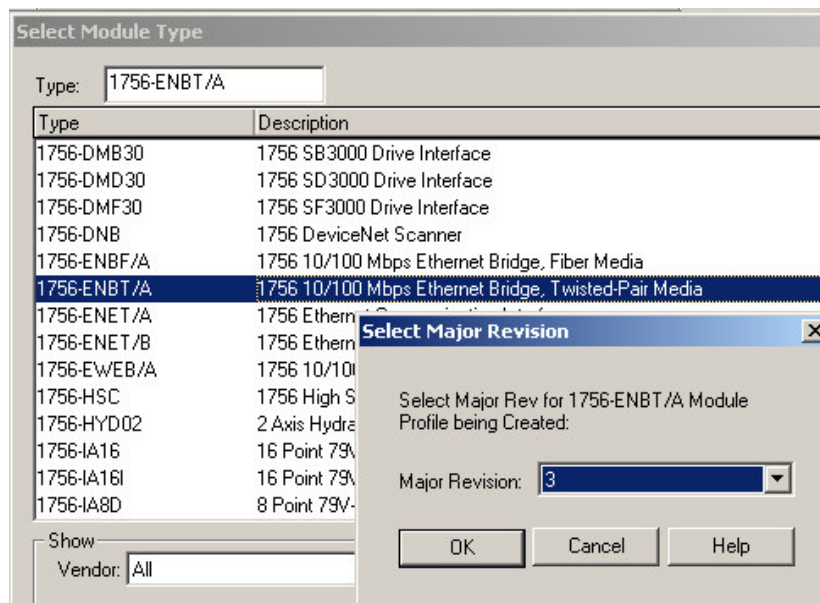 Select Module Type
Type: 1756-ENBT/A
Type Description
1756-DMB30 1756 SB3000 Drive Interface
1756-DMD30 1756 SD3000 Drive Interface
1756-DMF30 1756 SF3000 Drive Interface
1756-DNB 1756 DeviceNet Scanner
1756-ENBF/A 1756 10/100 Mbps Ethernet Bridge, Fiber Media
1756-ENBT/A 1756 10/100 Mbps Ethernet Bridge, Twisted-Pair Media
1756-ENET/A 1756 Ethernet
1756-ENET/B 1756 Ethern
1756-EWEB/A 1756 10/10
1756-HSC 1756 High S
1756-HYD02 2 Axis Hydra
1756-IA16 16 Point 79V
1756-IA16I 16 Point 79V
1756-IA8D 8 Point 79V-
Show
Vendor: All
Select Major Revision
Select Major Rev for 1756-ENBT/A Module
Profile being Created:
Major Revision: 3
OK Cancel Help